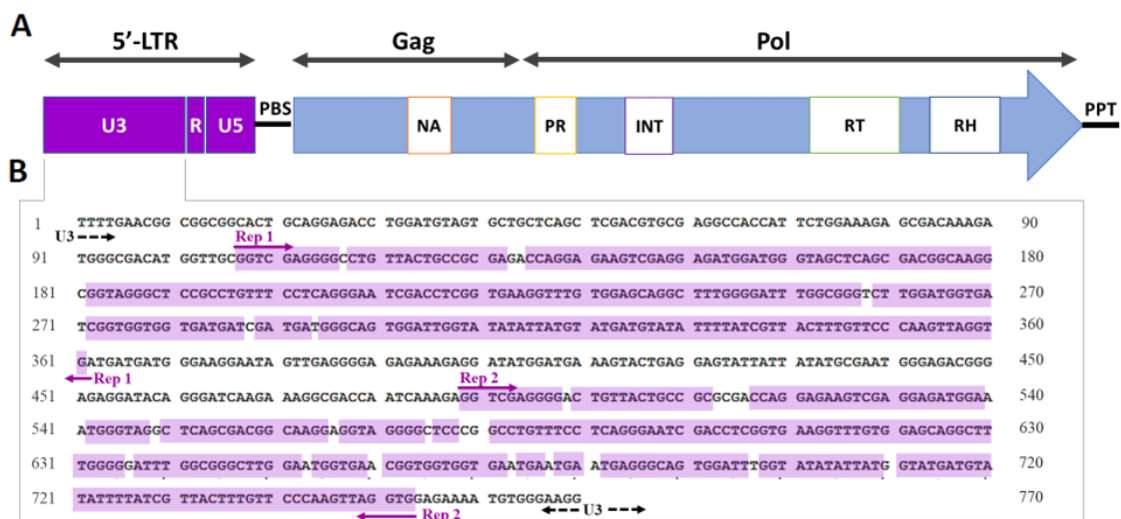 A
5'-LTR Gag Pol
U3 R U5 PBS NA PR INT RT RH PPT
B
1 TTTTGAACGG CGGCGGCACT GCAGGAGACC TGGATGTAGT GCTGCTCAGC TCGACGTGCG AGGCCACCAT TCTGGAAAGA GCGACAAAGA 90
U3 Rep 1
91 TGGGCGACAT GGTTGCGGTC GAGGGGCCTG TTACTGCCGC GAGACCAGGA GAAGTCGAGG AGATGGATGG GTAGCTCAGC GACGGCAAGG 180
181 CGGTAGGGCT CCGCCTGTTT CCTCAGGGAA TCGACCTCGG TGAAGGTTTG TGGAGCAGGC TTTGGGGATT TGGCGGGTCT TGGATGGTGA 270
271 TCGGTGGTGG TGATGATCGA TGATGGGCAG TGGATTGGTA TATATTATGT ATGATGTATA TTTTATCGTT ACTTTGTTCC CAAGTTAGGT 360
361 GATGATGATG GGAAGGAATA GTTGAGGGGA GAGAAAGAGG ATATGGATGA AAGTACTGAG GAGTATTATT ATATGCGAAT GGGAGACGGG 450
Rep 1 Rep 2
451 AGAGGATACA GGGATCAAGA AAGGCGACCA ATCAAAGAGG TCGAGGGGAC TGTTACTGCC GCGCGACCAG GAGAAGTCGA GGAGATGGAA 540
541 ATGGGTAGGC TCAGCGACGG CAAGGAGGTA GGGGCTCCCG GCCTGTTTCC TCAGGGAATC GACCTCGGTG AAGGTTTGTG GAGCAGGCTT 630
631 TGGGGGATTT GGCGGGCTTG GAATGGTGAA CGGTGGTGGT GAATGAATGA ATGAGGGCAG TGGATTTGGT ATATATTATG GTATGATGTA 720
721 TATTTTATCG TTACTTTGTT CCCAAGTTAG GTGGAGAAAA TGTGGGAAGG 770
Rep 2 U3